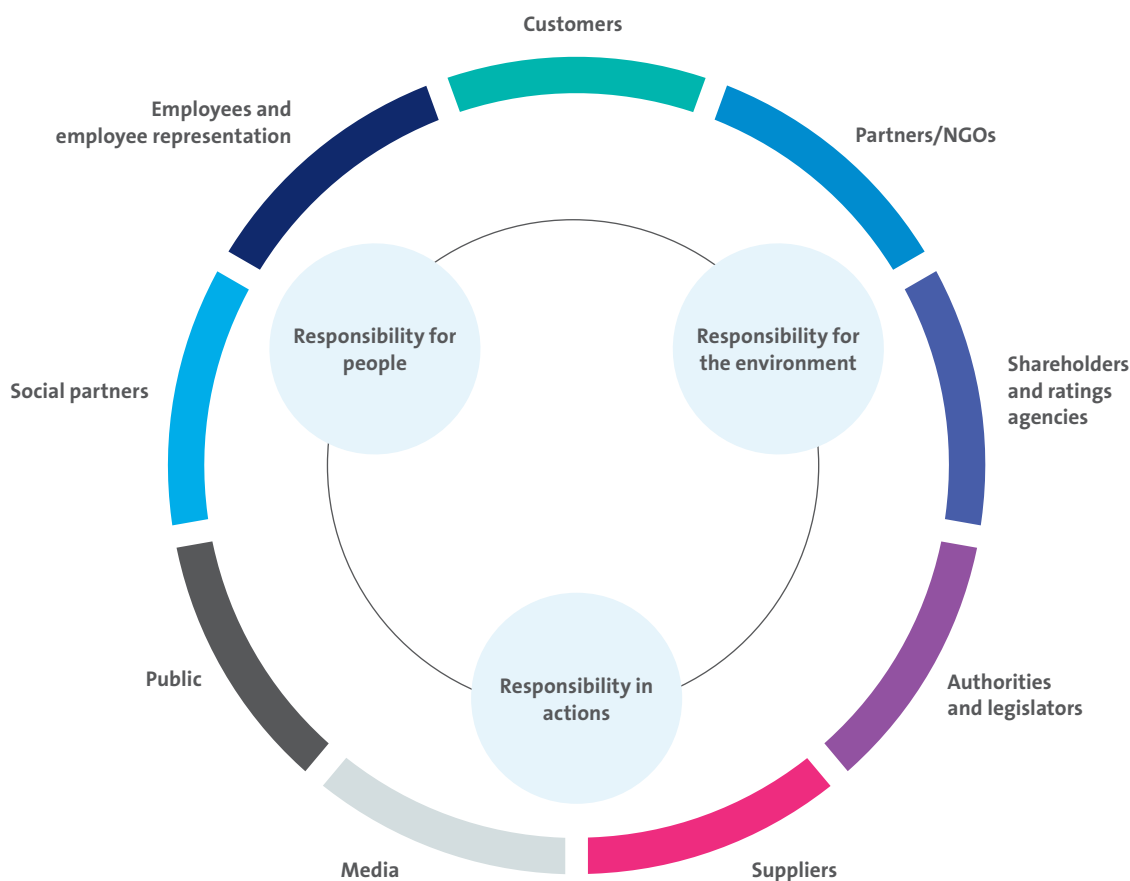 Customers
Employees and
employee representation
Partners/NGOs
Responsibility for
people
Responsibility for
the environment
Shareholders
and ratings
agencies
Social partners
Public
Responsibility in
actions
Authorities
and legislators
Media
Suppliers